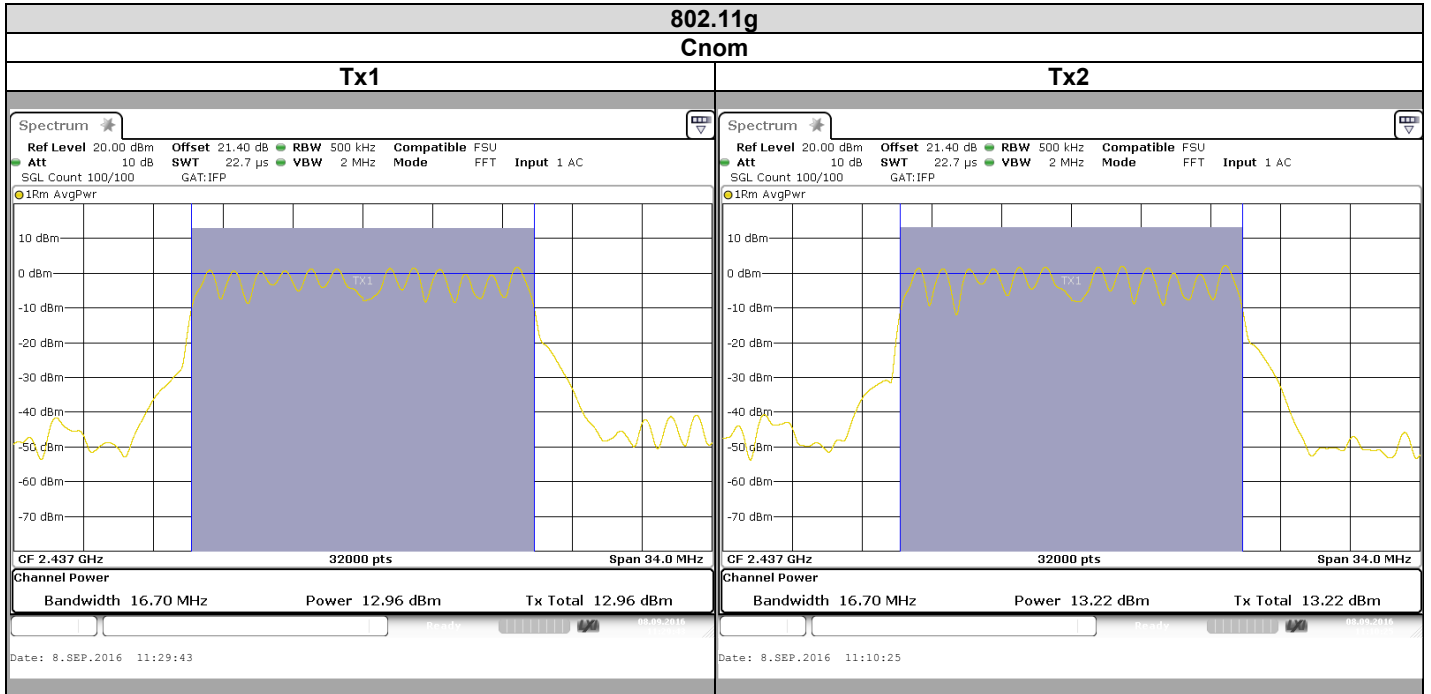 802.11g
Cnom
Tx1
Spectrum
Ref Level 20.00 dBm Offset 21.40 dB RBW 500 kHz Compatible FSU
Att 10 dB SWT 22.7 µs VBW 2 MHz Mode FFT Input 1 AC
SGL Count 100/100 GAT:IFP
1Rm AvgPwr
10 dBm
0 dBm
TX1
-10 dBm
-20 dBm
-30 dBm
-40 dBm
-50 dBm
-60 dBm
-70 dBm
CF 2.437 GHz 32000 pts Span 34.0 MHz
Channel Power
Bandwidth 16.70 MHz Power 12.96 dBm Tx Total 12.96 dBm
Ready 08.09.2016
Date: 8.SEP.2016 11:29:43
Tx2
Spectrum
Ref Level 20.00 dBm Offset 21.40 dB RBW 500 kHz Compatible FSU
Att 10 dB SWT 22.7 µs VBW 2 MHz Mode FFT Input 1 AC
SGL Count 100/100 GAT:IFP
1Rm AvgPwr
10 dBm
0 dBm
TX1
-10 dBm
-20 dBm
-30 dBm
-40 dBm
-50 dBm
-60 dBm
-70 dBm
CF 2.437 GHz 32000 pts Span 34.0 MHz
Channel Power
Bandwidth 16.70 MHz Power 13.22 dBm Tx Total 13.22 dBm
Ready 08.09.2016
Date: 8.SEP.2016 11:10:25